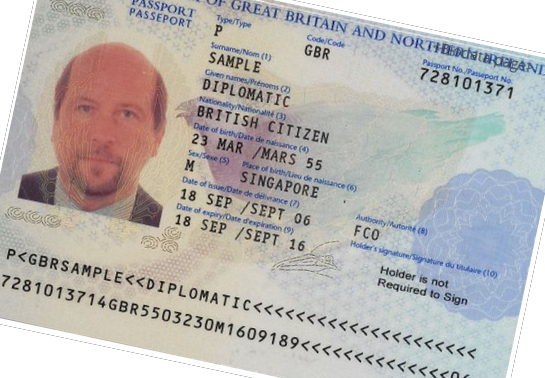 PASSPORT
PASSEPORT
OF GREAT BRITAIN AND NORTHERN IRELAND
Type/Type
P
Code/Code
GBR
Passport No./Passeport No.
728101371
Surname/Nom (1)
SAMPLE
Given names/Prénoms (2)
DIPLOMATIC
Nationality/Nationalité (3)
BRITISH CITIZEN
Date of birth/Date de naissance (4)
23 MAR /MARS 55
Sex/Sexe (5)
M
Place of birth/Lieu de naissance (6)
SINGAPORE
Date of issue/Date de délivrance (7)
18 SEP /SEPT 06
Authority/Autorité (8)
FCO
Date of expiry/Date d'expiration (9)
18 SEP /SEPT 16
Holder's signature/Signature du titulaire (10)
Holder is not
Required to Sign
P<GBRSAMPLE<<DIPLOMATIC<<<<<<<<<<<<<<<<<<<<<
7281013714GBR5503230M1609189<<<<<<<<<<<<<<